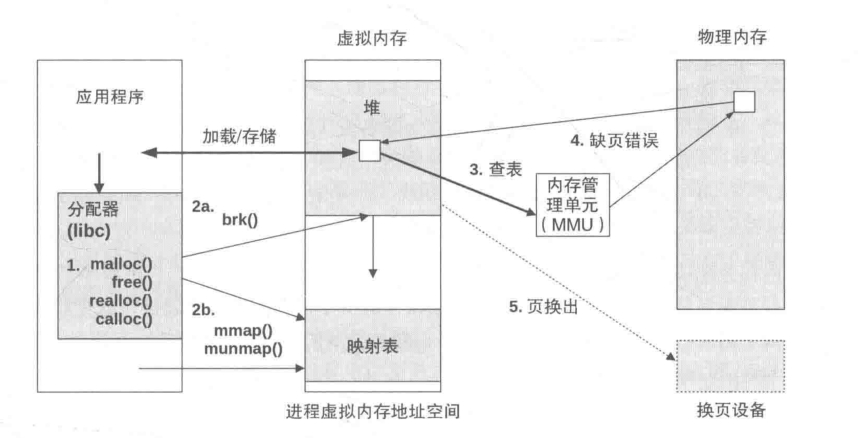 虚拟内存
物理内存
应用程序
堆
加载/存储
4. 缺页错误
3. 查表
内存管
理单元
( MMU )
分配器
(libc)
2a.
brk()
1. malloc()
free()
realloc()
calloc()
2b.
mmap()
munmap()
5. 页换出
映射表
进程虚拟内存地址空间
换页设备